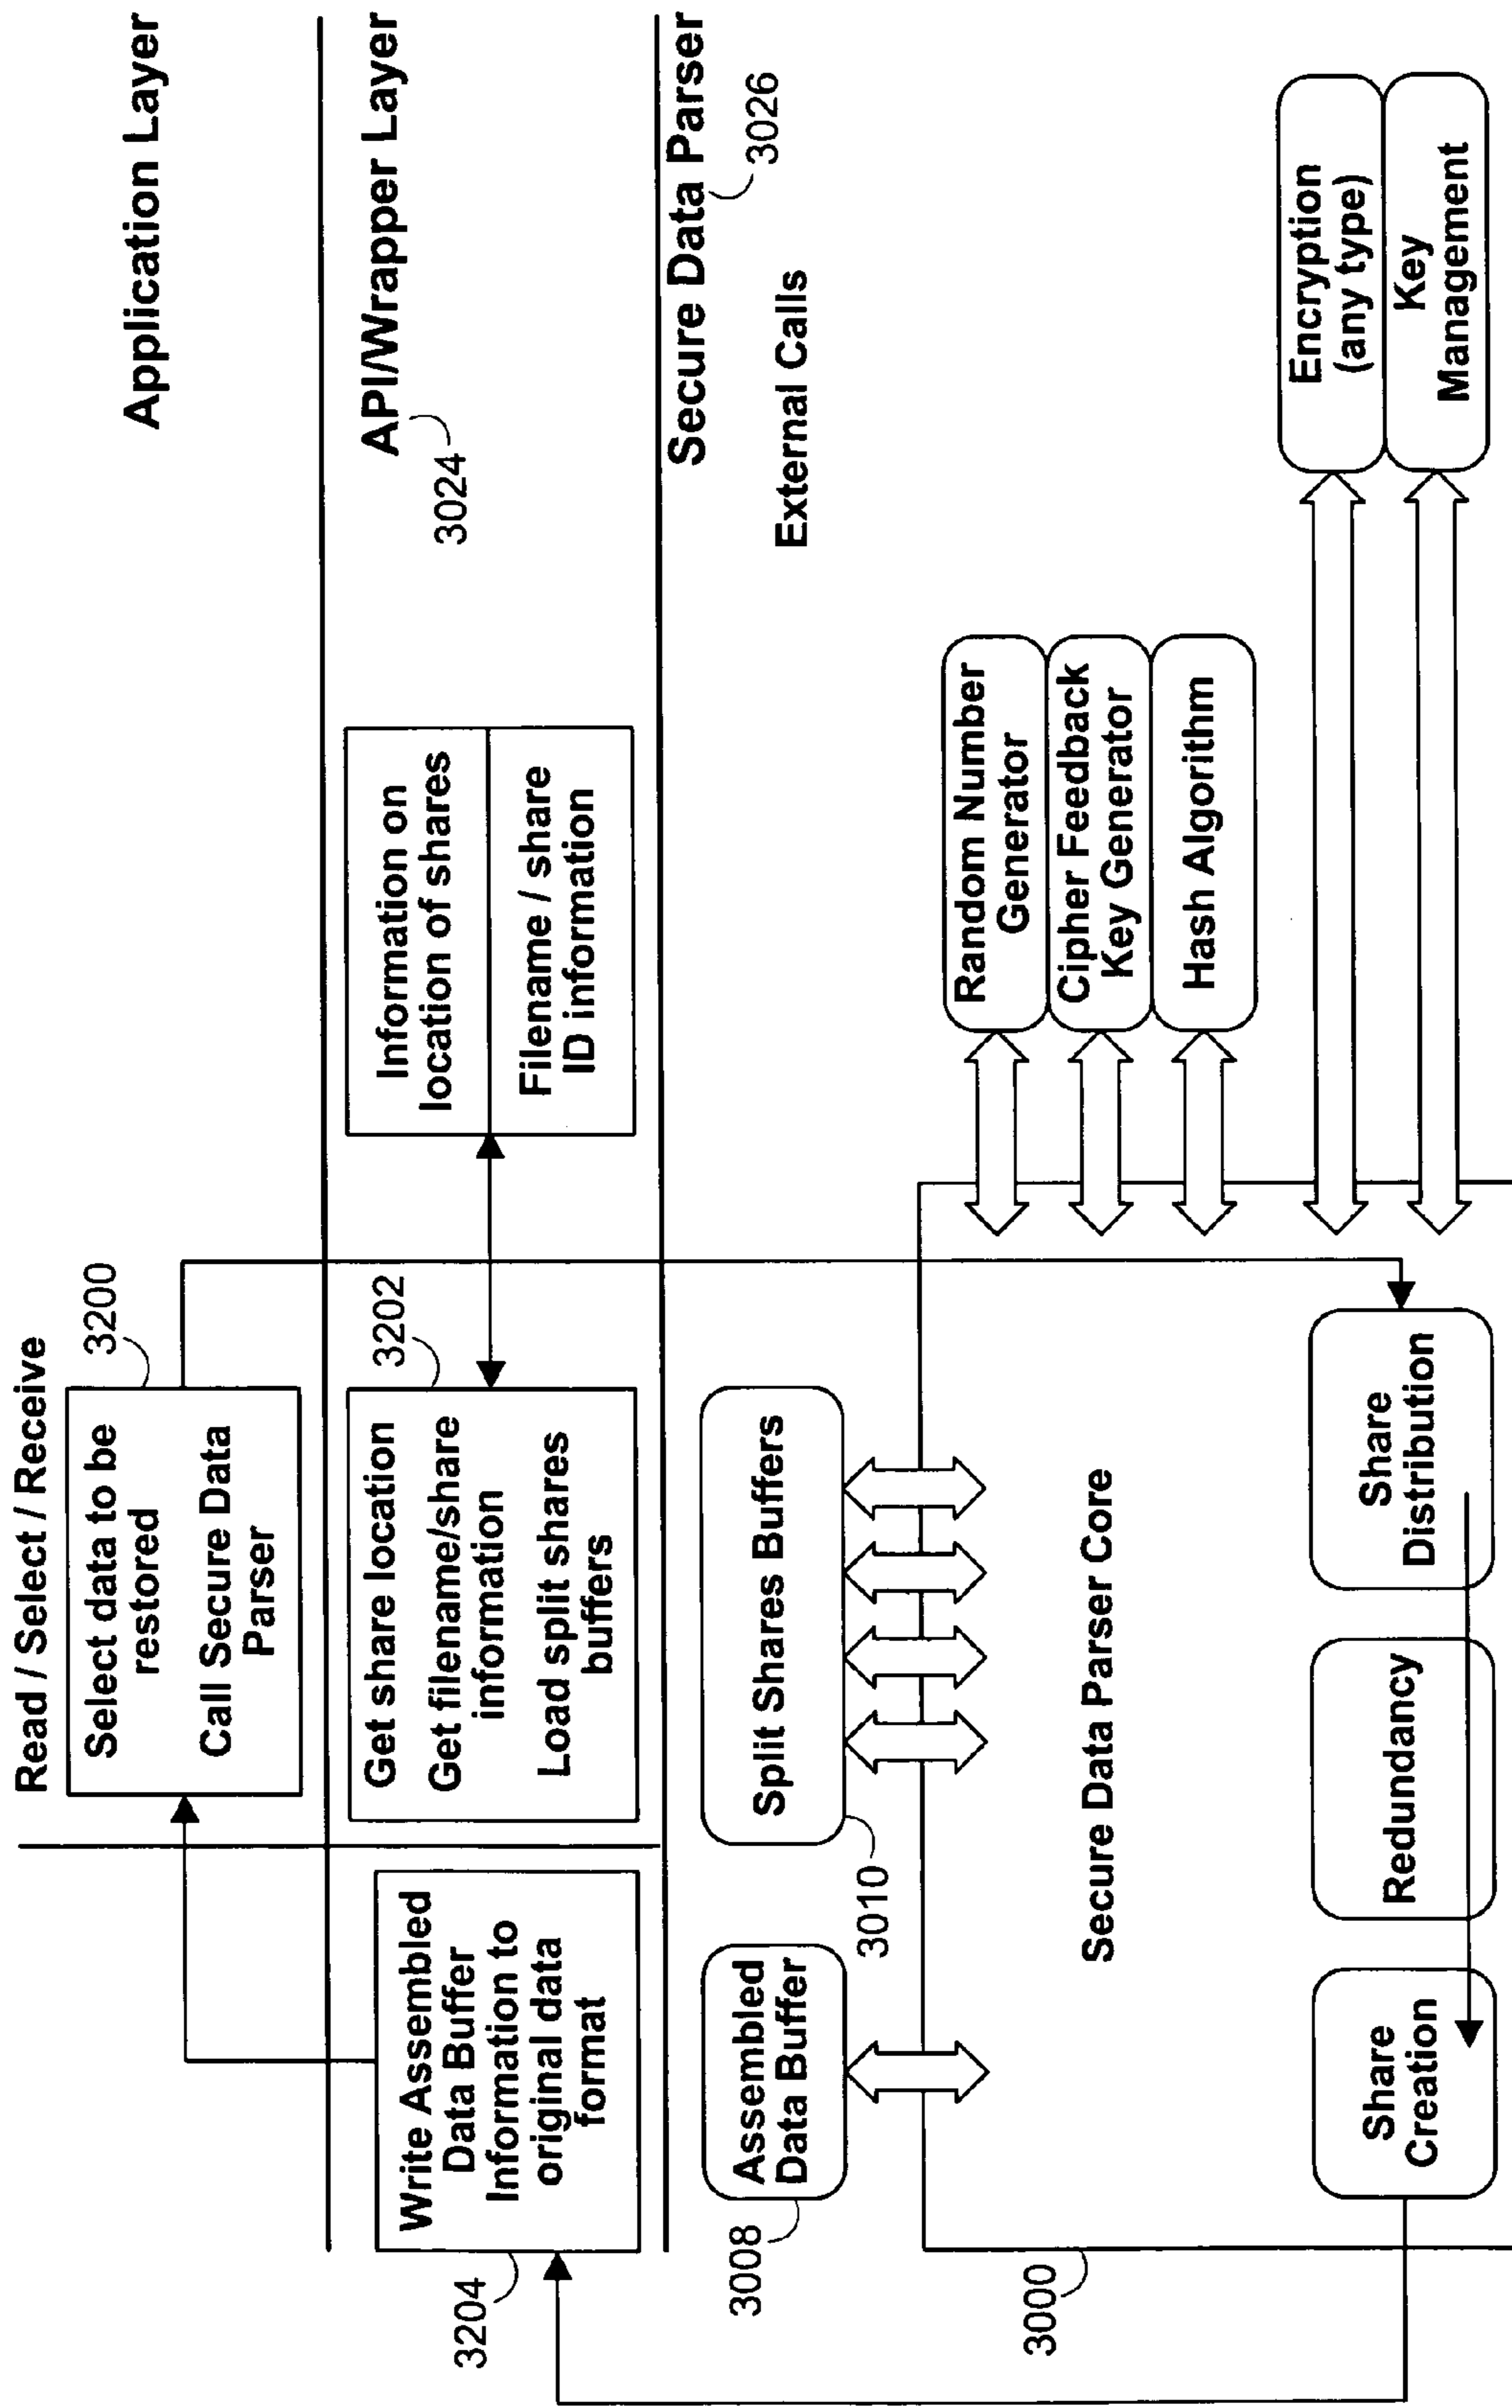 Read / Select / Receive
Application Layer
3200
Select data to be
restored
Call Secure Data
Parser
API/Wrapper Layer
3024
3204
Write Assembled
Data Buffer
Information to
original data
format
3202
Get share location
Get filename/share
information
Load split shares
buffers
Information on
location of shares
Filename / share
ID information
Secure Data Parser
3026
External Calls
3008
Assembled
Data Buffer
3010
Split Shares Buffers
3000
Secure Data Parser Core
Random Number
Generator
Cipher Feedback
Key Generator
Hash Algorithm
Encryption
(any type)
Key
Management
Share
Creation
Redundancy
Share
Distribution